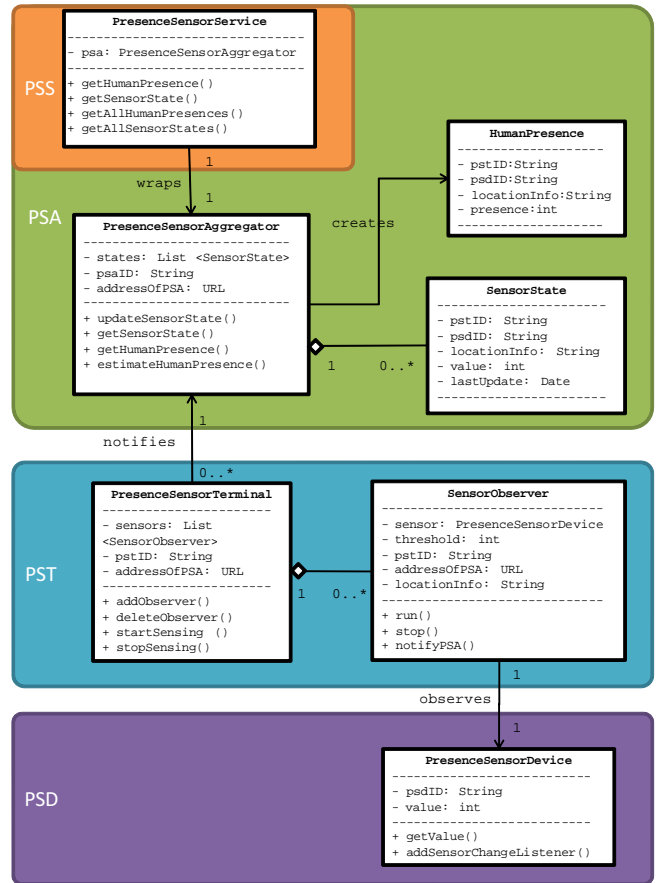 PSS
PresenceSensorService
- psa: PresenceSensorAggregator
+ getHumanPresence()
+ getSensorState()
+ getAllHumanPresences()
+ getAllSensorStates()
1
wraps
1
PSA
PresenceSensorAggregator
- states: List <SensorState>
- psaID: String
- addressOfPSA: URL
+ updateSensorState()
+ getSensorState()
+ getHumanPresence()
+ estimateHumanPresence()
creates
HumanPresence
- pstID:String
- psdID:String
- locationInfo:String
- presence:int
SensorState
- pstID: String
- psdID: String
- locationInfo: String
- value: int
- lastUpdate: Date
1
0..*
1
notifies
0..*
PST
PresenceSensorTerminal
- sensors: List
<SensorObserver>
- pstID: String
- addressOfPSA: URL
+ addObserver()
+ deleteObserver()
+ startSensing ()
+ stopSensing()
1
0..*
SensorObserver
- sensor: PresenceSensorDevice
- threshold: int
- pstID: String
- addressOfPSA: URL
- locationInfo: String
+ run()
+ stop()
+ notifyPSA()
1
observes
1
PSD
PresenceSensorDevice
- psdID: String
- value: int
+ getValue()
+ addSensorChangeListener()